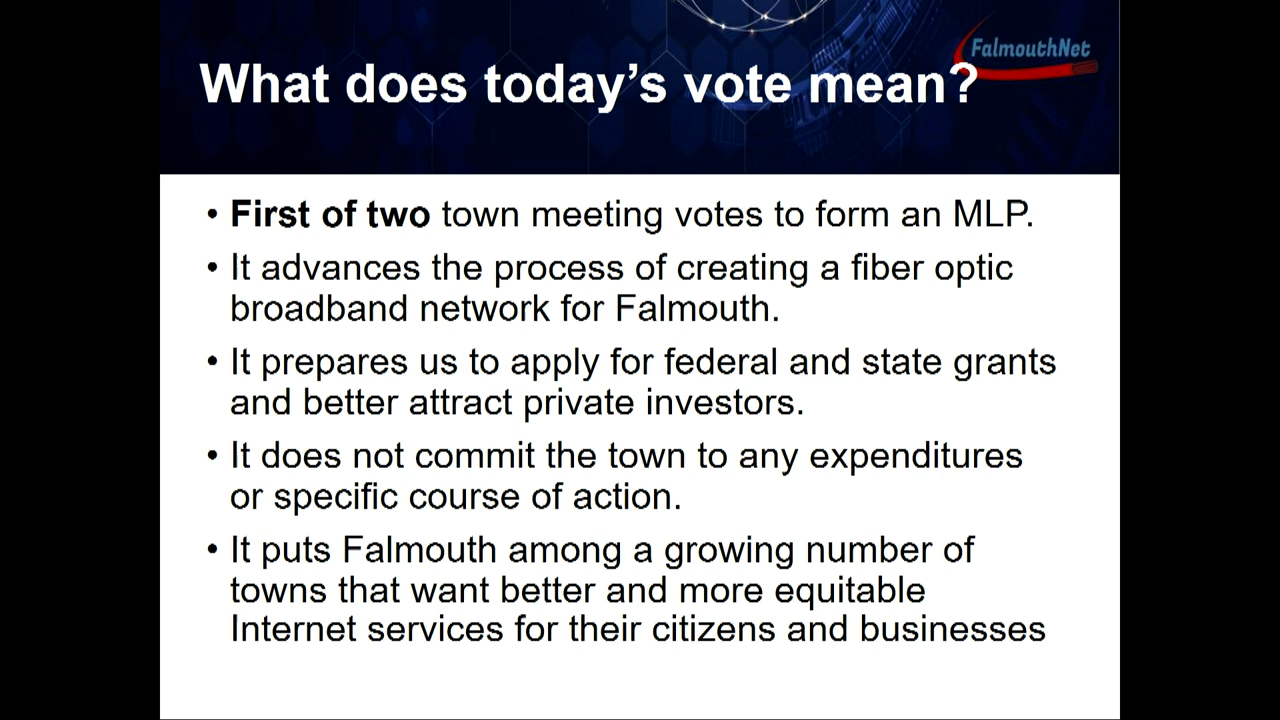 FalmouthNet
What does today’s vote mean?
• First of two town meeting votes to form an MLP.
• It advances the process of creating a fiber optic
broadband network for Falmouth.
• It prepares us to apply for federal and state grants
and better attract private investors.
• It does not commit the town to any expenditures
or specific course of action.
• It puts Falmouth among a growing number of
towns that want better and more equitable
Internet services for their citizens and businesses